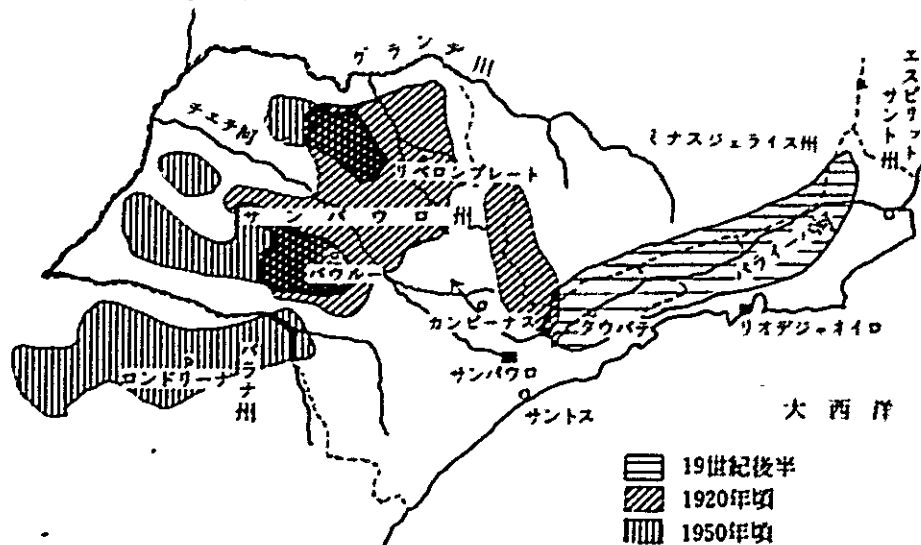 グランデ川
エスピリット
サント州
チエテ川
ミナスジェライス州
リベロンプレート
サンパウロ州
パライーバ川
バウルー
カンピーナス
タウバテ
リオデジャネイロ
ロンドリーナ
パラナ州
サンパウロ
サントス
大西洋
19世紀後半
1920年頃
1950年頃